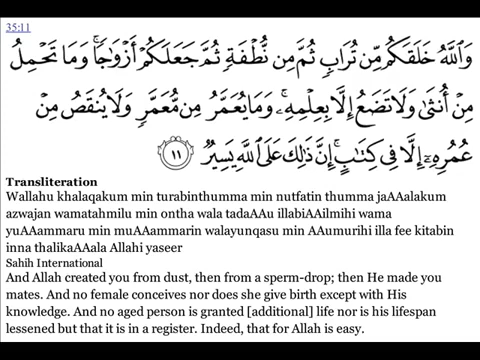 35:11
وَاللَّهُ خَلَقَكُم مِّن تُرَابٍ ثُمَّ مِن نُّطْفَةٍ ثُمَّ جَعَلَكُمْ أَزْوَاجًا ۚ وَمَا تَحْمِلُ
مِنْ أُنثَىٰ وَلَا تَضَعُ إِلَّا بِعِلْمِهِ ۚ وَمَا يُعَمَّرُ مِن مُّعَمَّرٍ وَلَا يُنقَصُ مِنْ
عُمُرِهِ إِلَّا فِي كِتَابٍ ۚ إِنَّ ذَٰلِكَ عَلَى اللَّهِ يَسِيرٌ ١١
Transliteration
Wallahu khalaqakum min turabinthumma min nutfatin thumma jaAAalakum
azwajan wamatahmilu min ontha wala tadaAAu illabiAAilmihi wama
yuAAammaru min muAAammarin walayunqasu min AAumurihi illa fee kitabin
inna thalikaAAala Allahi yaseer
Sahih International
And Allah created you from dust, then from a sperm-drop; then He made you
mates. And no female conceives nor does she give birth except with His
knowledge. And no aged person is granted [additional] life nor is his lifespan
lessened but that it is in a register. Indeed, that for Allah is easy.